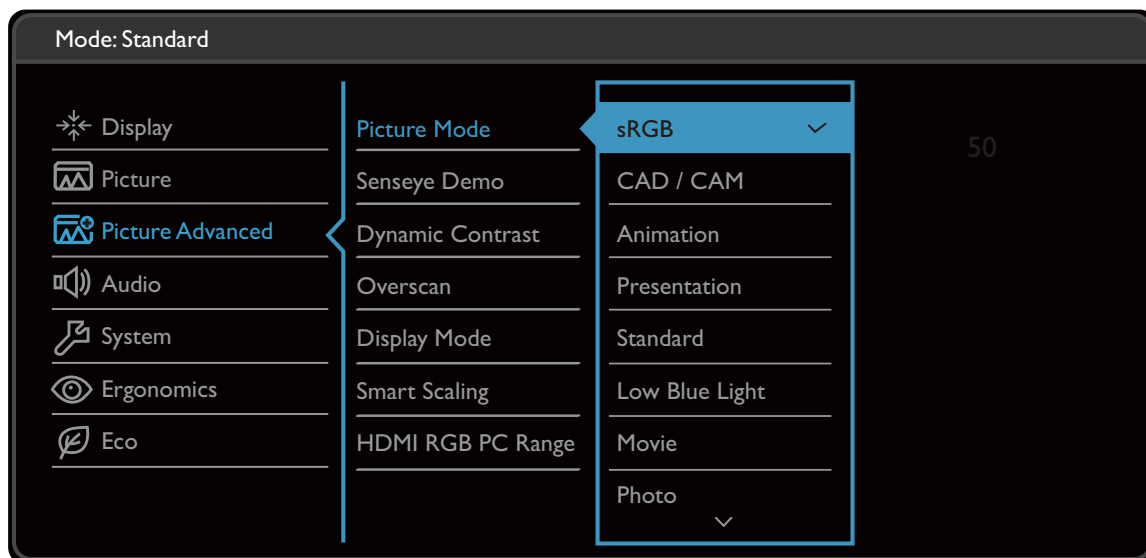 Mode: Standard
Display
Picture
Picture Advanced
Audio
System
Ergonomics
Eco
Picture Mode
Senseye Demo
Dynamic Contrast
Overscan
Display Mode
Smart Scaling
HDMI RGB PC Range
sRGB
CAD / CAM
Animation
Presentation
Standard
Low Blue Light
Movie
Photo
50